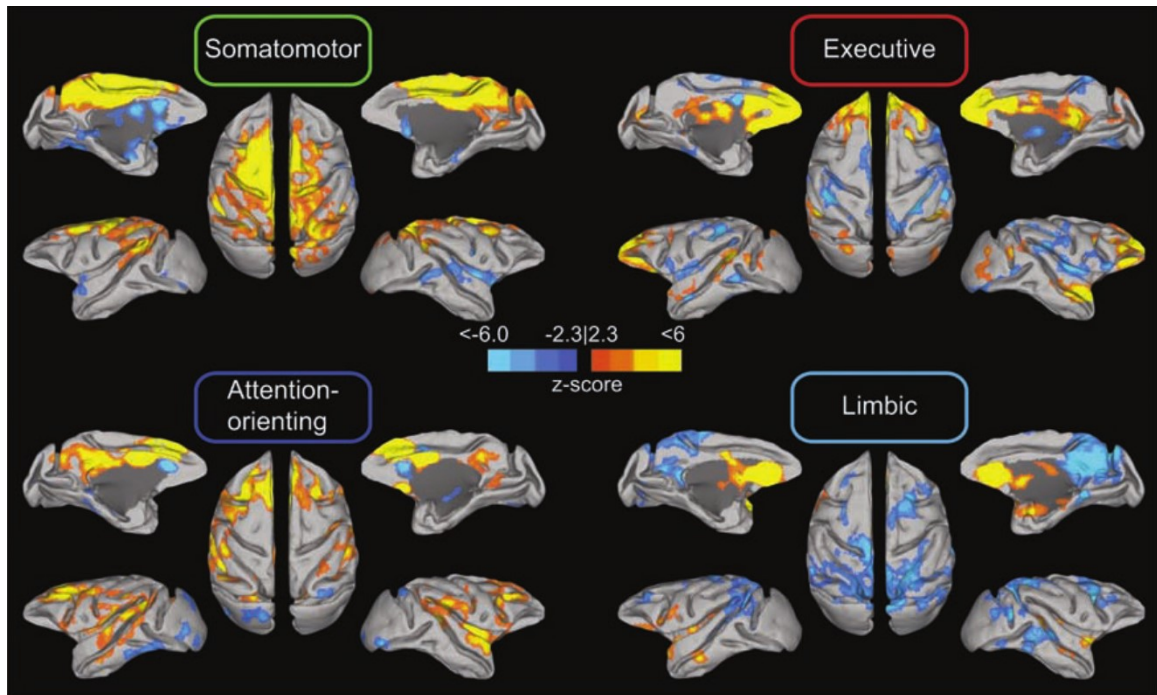 Somatomotor
Executive
<-6.0 -2.3|2.3 <6
z-score
Attention-
orienting
Limbic